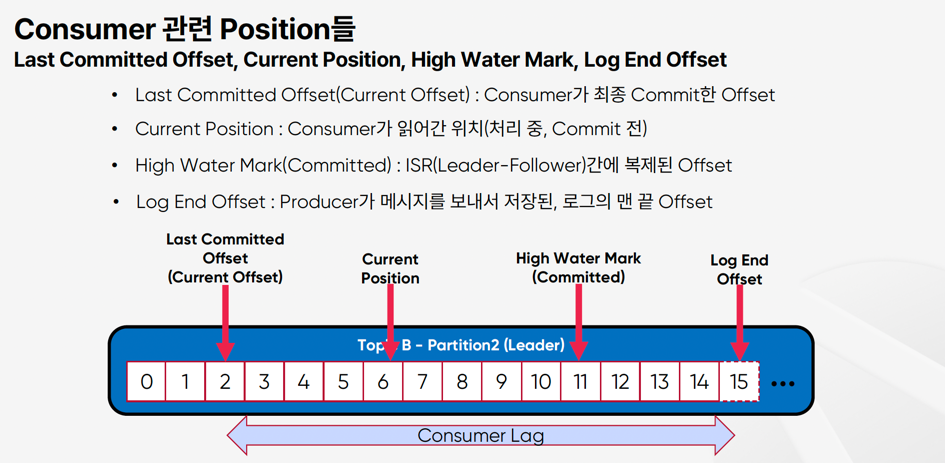 Consumer 관련 Position들
Last Committed Offset, Current Position, High Water Mark, Log End Offset
• Last Committed Offset(Current Offset) : Consumer가 최종 Commit한 Offset
• Current Position : Consumer가 읽어간 위치(처리 중, Commit 전)
• High Water Mark(Committed) : ISR(Leader-Follower)간에 복제된 Offset
• Log End Offset : Producer가 메시지를 보내서 저장된, 로그의 맨 끝 Offset
Last Committed
Offset
(Current Offset)
Current
Position
High Water Mark
(Committed)
Log End
Offset
Topic B - Partition2 (Leader)
0 1 2 3 4 5 6 7 8 9 10 11 12 13 14 15 •••
Consumer Lag